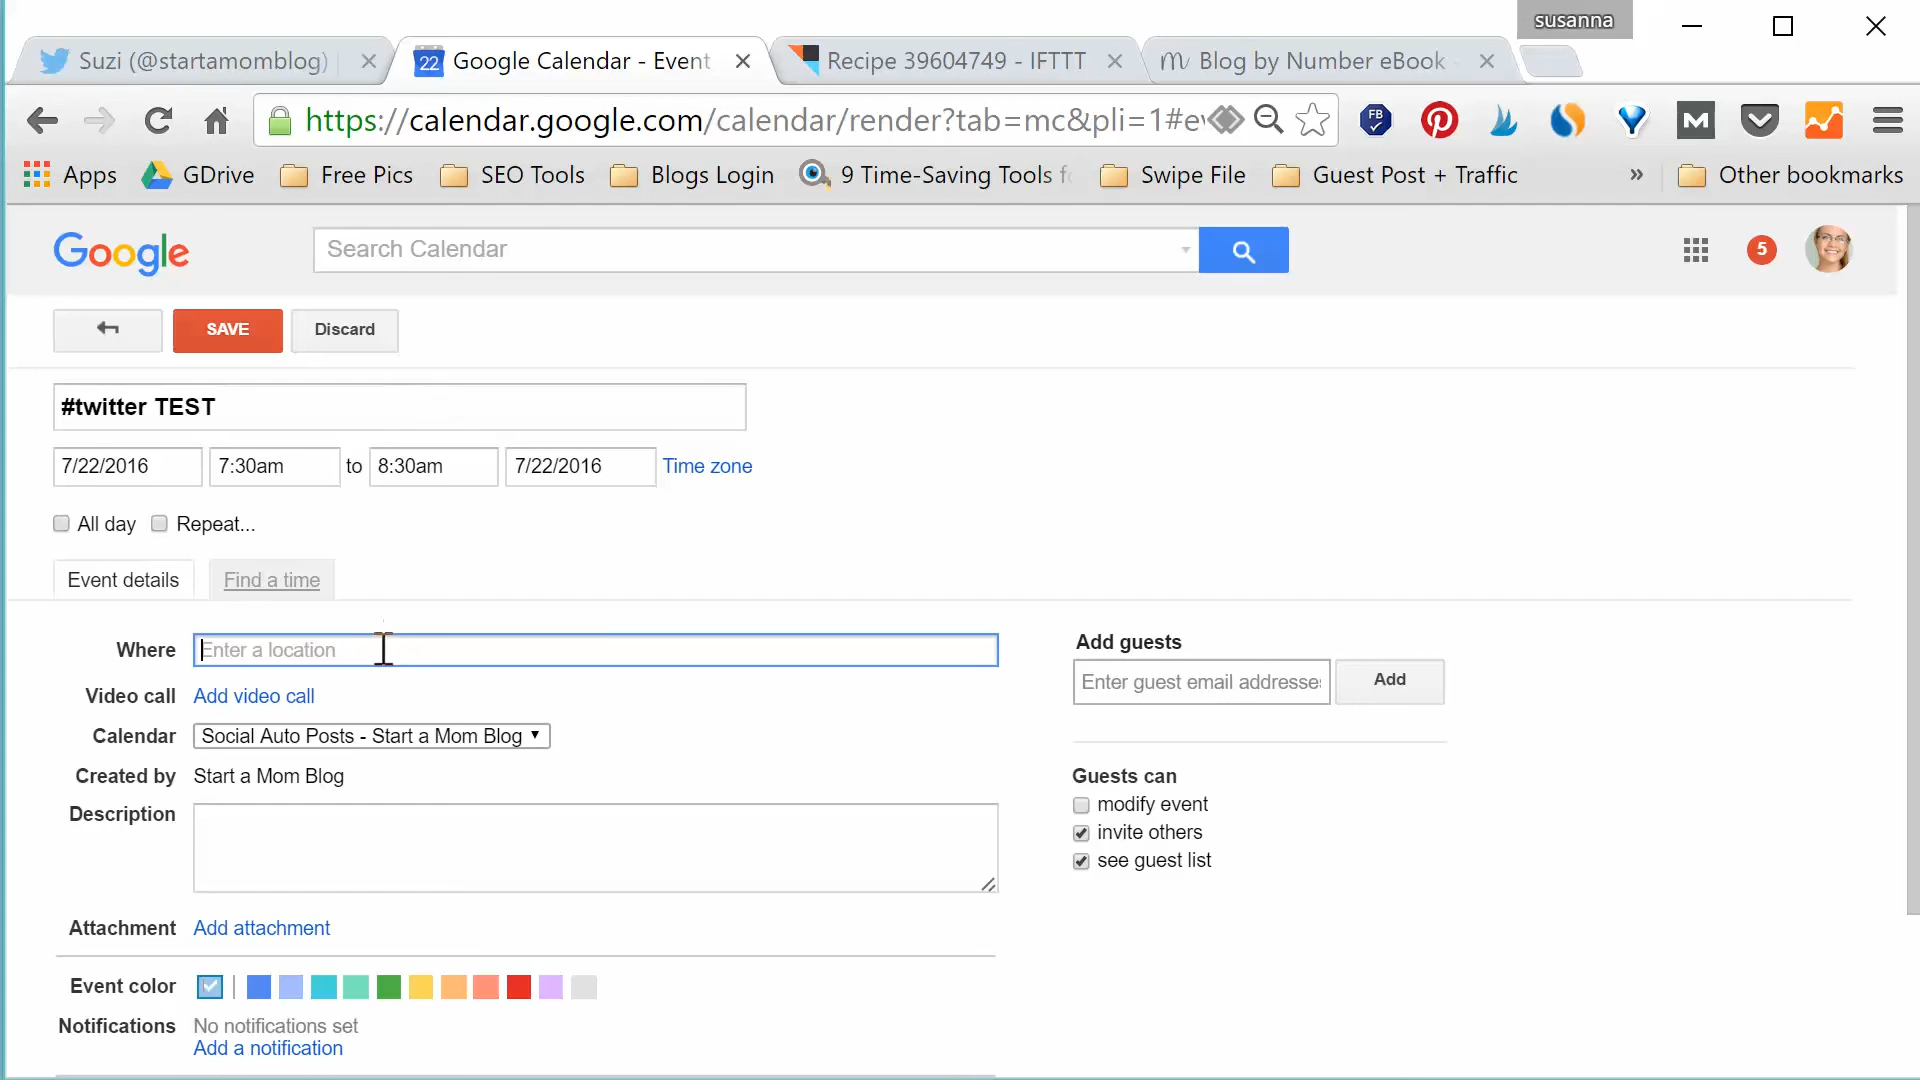 susanna
Suzi (@startamomblog)
22 Google Calendar - Event
Recipe 39604749 - IFTTT
Blog by Number eBook
https://calendar.google.com/calendar/render?tab=mc&pli=1#e
FB
M
Apps GDrive Free Pics SEO Tools Blogs Login 9 Time-Saving Tools f Swipe File Guest Post + Traffic » Other bookmarks
Google Search Calendar 5
SAVE Discard
#twitter TEST
7/22/2016 7:30am to 8:30am 7/22/2016 Time zone
All day Repeat...
Event details Find a time
Where Enter a location
Video call Add video call
Calendar Social Auto Posts - Start a Mom Blog
Created by Start a Mom Blog
Description
Attachment Add attachment
Event color
Notifications No notifications set
Add a notification
Add guests
Enter guest email addresses Add
Guests can
modify event
invite others
see guest list